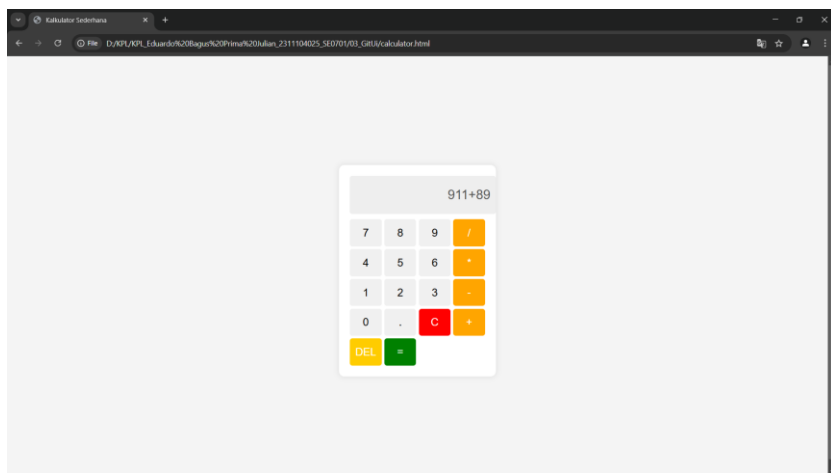 Kalkulator Sederhana
File D:/KPL/KPL_Eduardo%20Bagus%20Prima%20Julian_2311104025_SE0701/03_GitUi/calculator.html
911+89
7 8 9 /
4 5 6 *
1 2 3 -
0 . C +
DEL =